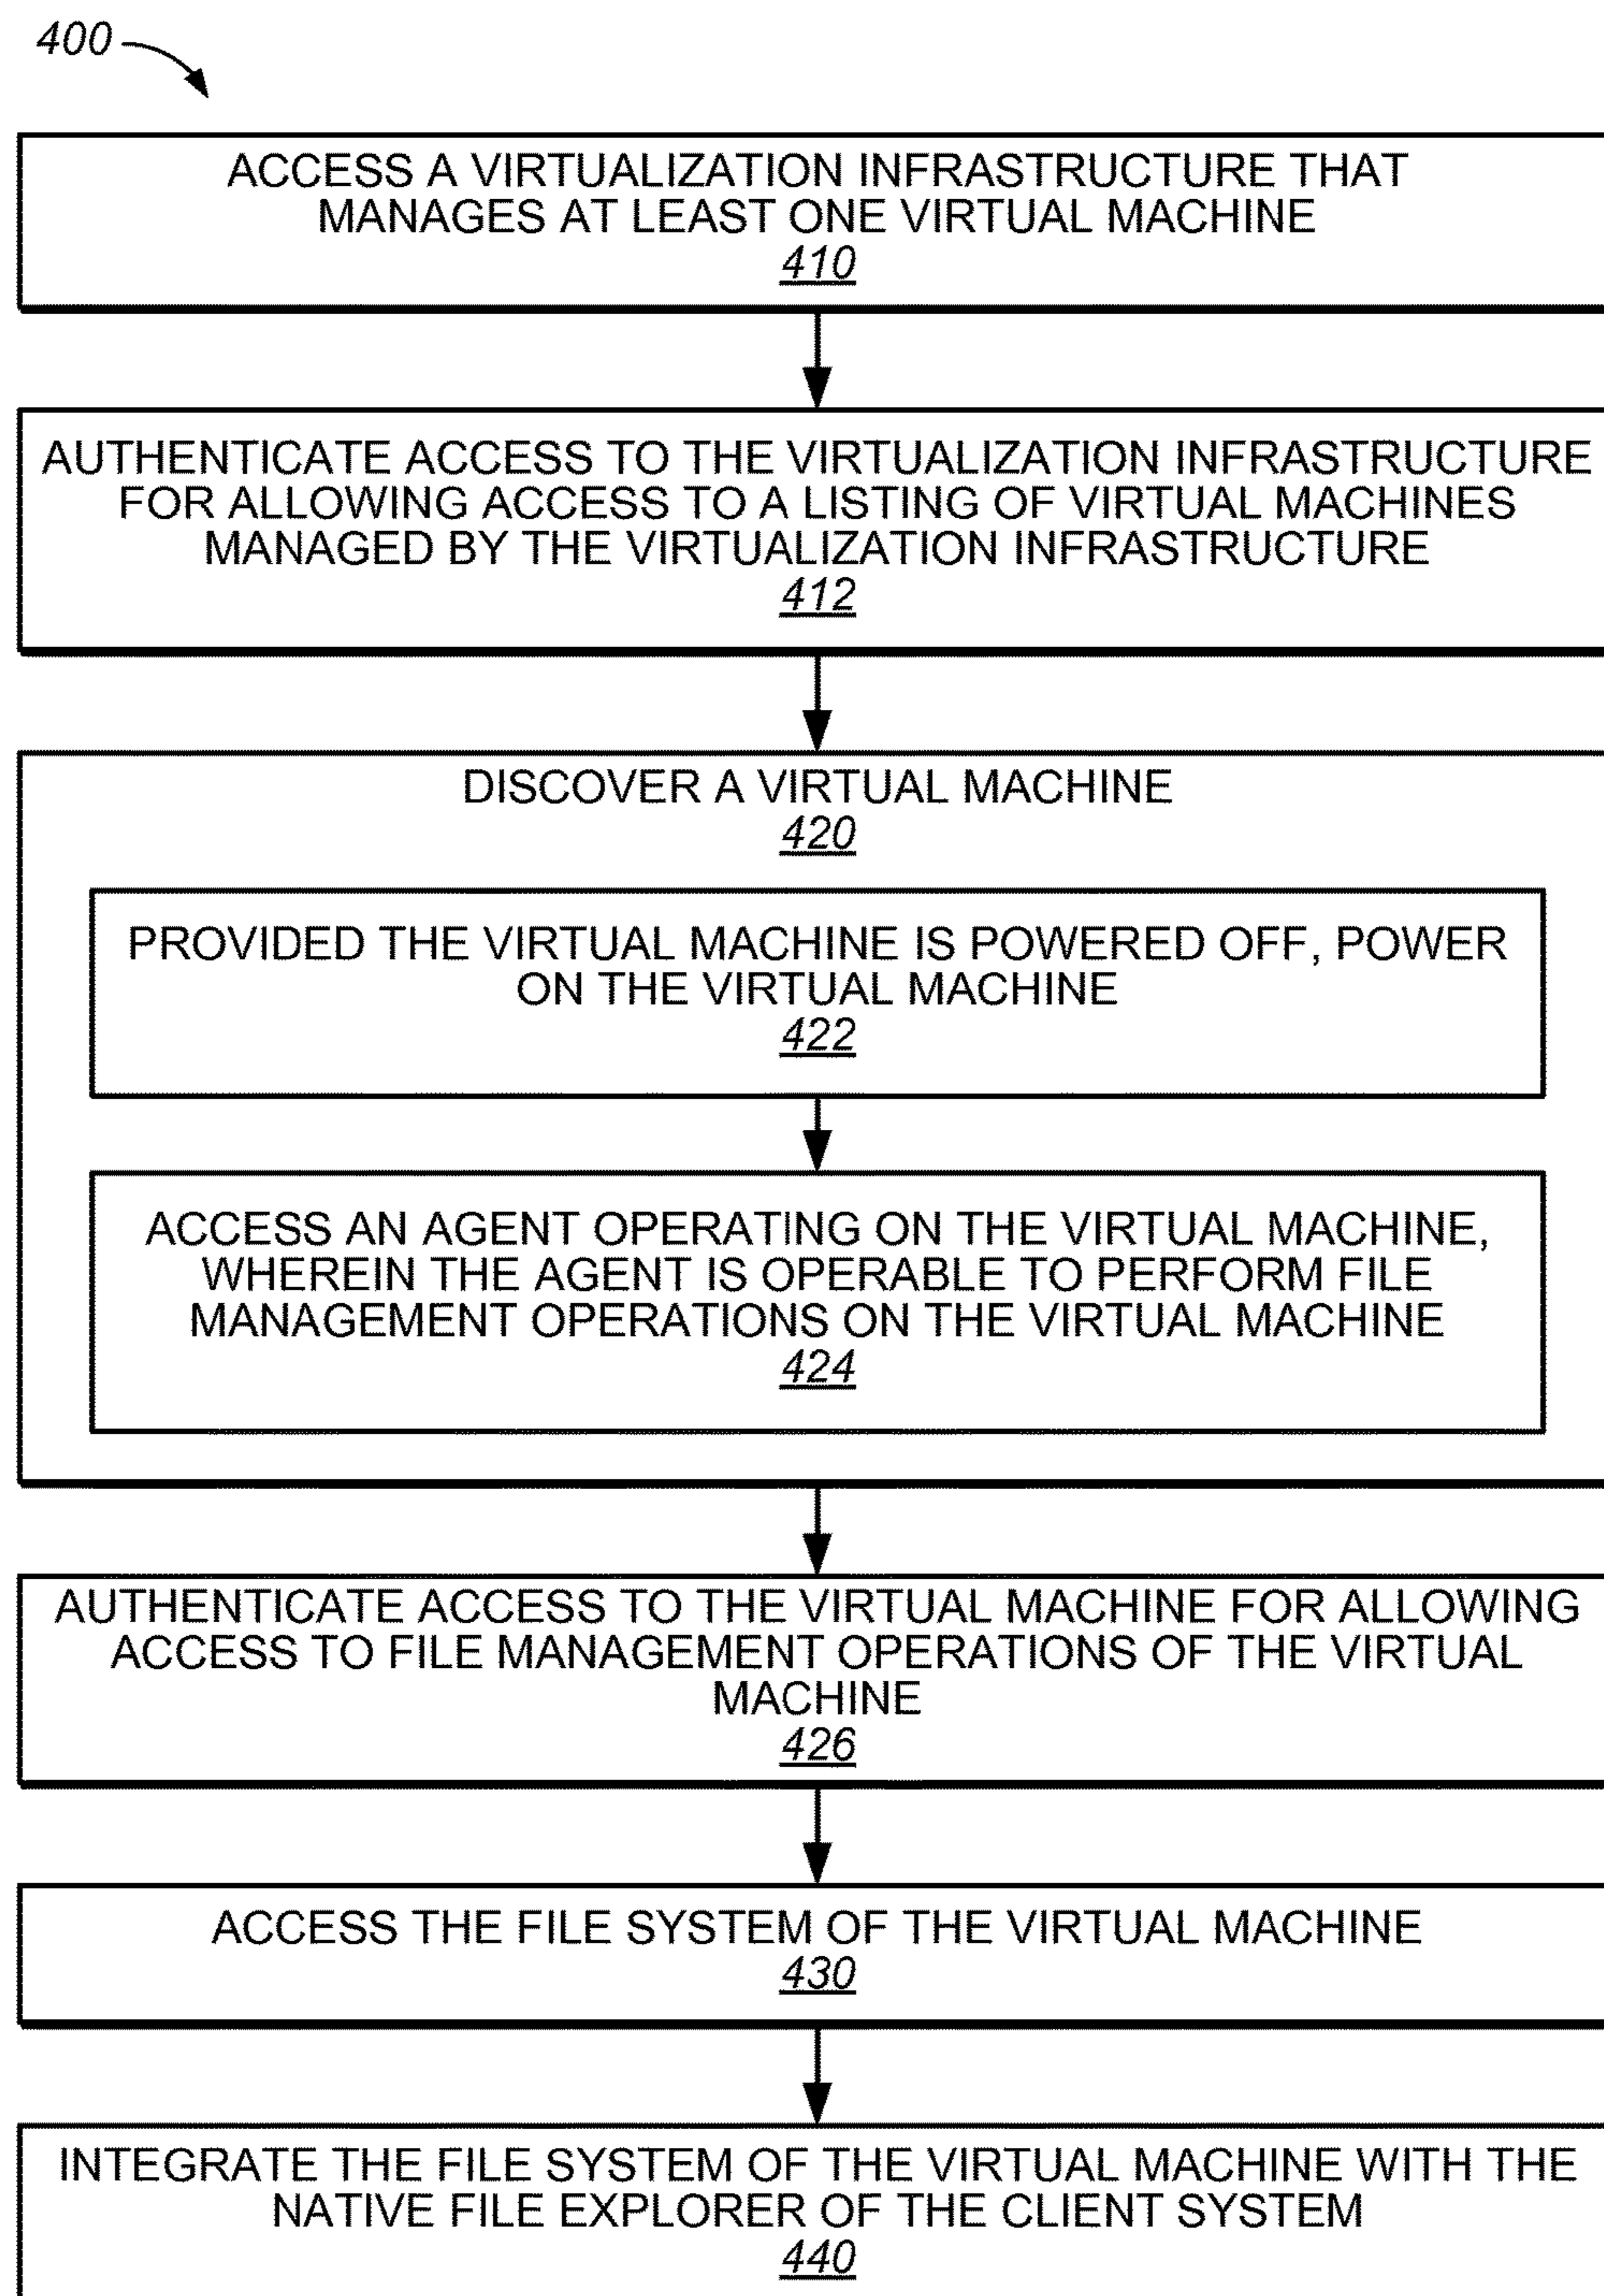 400
ACCESS A VIRTUALIZATION INFRASTRUCTURE THAT
MANAGES AT LEAST ONE VIRTUAL MACHINE
410
AUTHENTICATE ACCESS TO THE VIRTUALIZATION INFRASTRUCTURE
FOR ALLOWING ACCESS TO A LISTING OF VIRTUAL MACHINES
MANAGED BY THE VIRTUALIZATION INFRASTRUCTURE
412
DISCOVER A VIRTUAL MACHINE
420
PROVIDED THE VIRTUAL MACHINE IS POWERED OFF, POWER
ON THE VIRTUAL MACHINE
422
ACCESS AN AGENT OPERATING ON THE VIRTUAL MACHINE,
WHEREIN THE AGENT IS OPERABLE TO PERFORM FILE
MANAGEMENT OPERATIONS ON THE VIRTUAL MACHINE
424
AUTHENTICATE ACCESS TO THE VIRTUAL MACHINE FOR ALLOWING
ACCESS TO FILE MANAGEMENT OPERATIONS OF THE VIRTUAL
MACHINE
426
ACCESS THE FILE SYSTEM OF THE VIRTUAL MACHINE
430
INTEGRATE THE FILE SYSTEM OF THE VIRTUAL MACHINE WITH THE
NATIVE FILE EXPLORER OF THE CLIENT SYSTEM
440